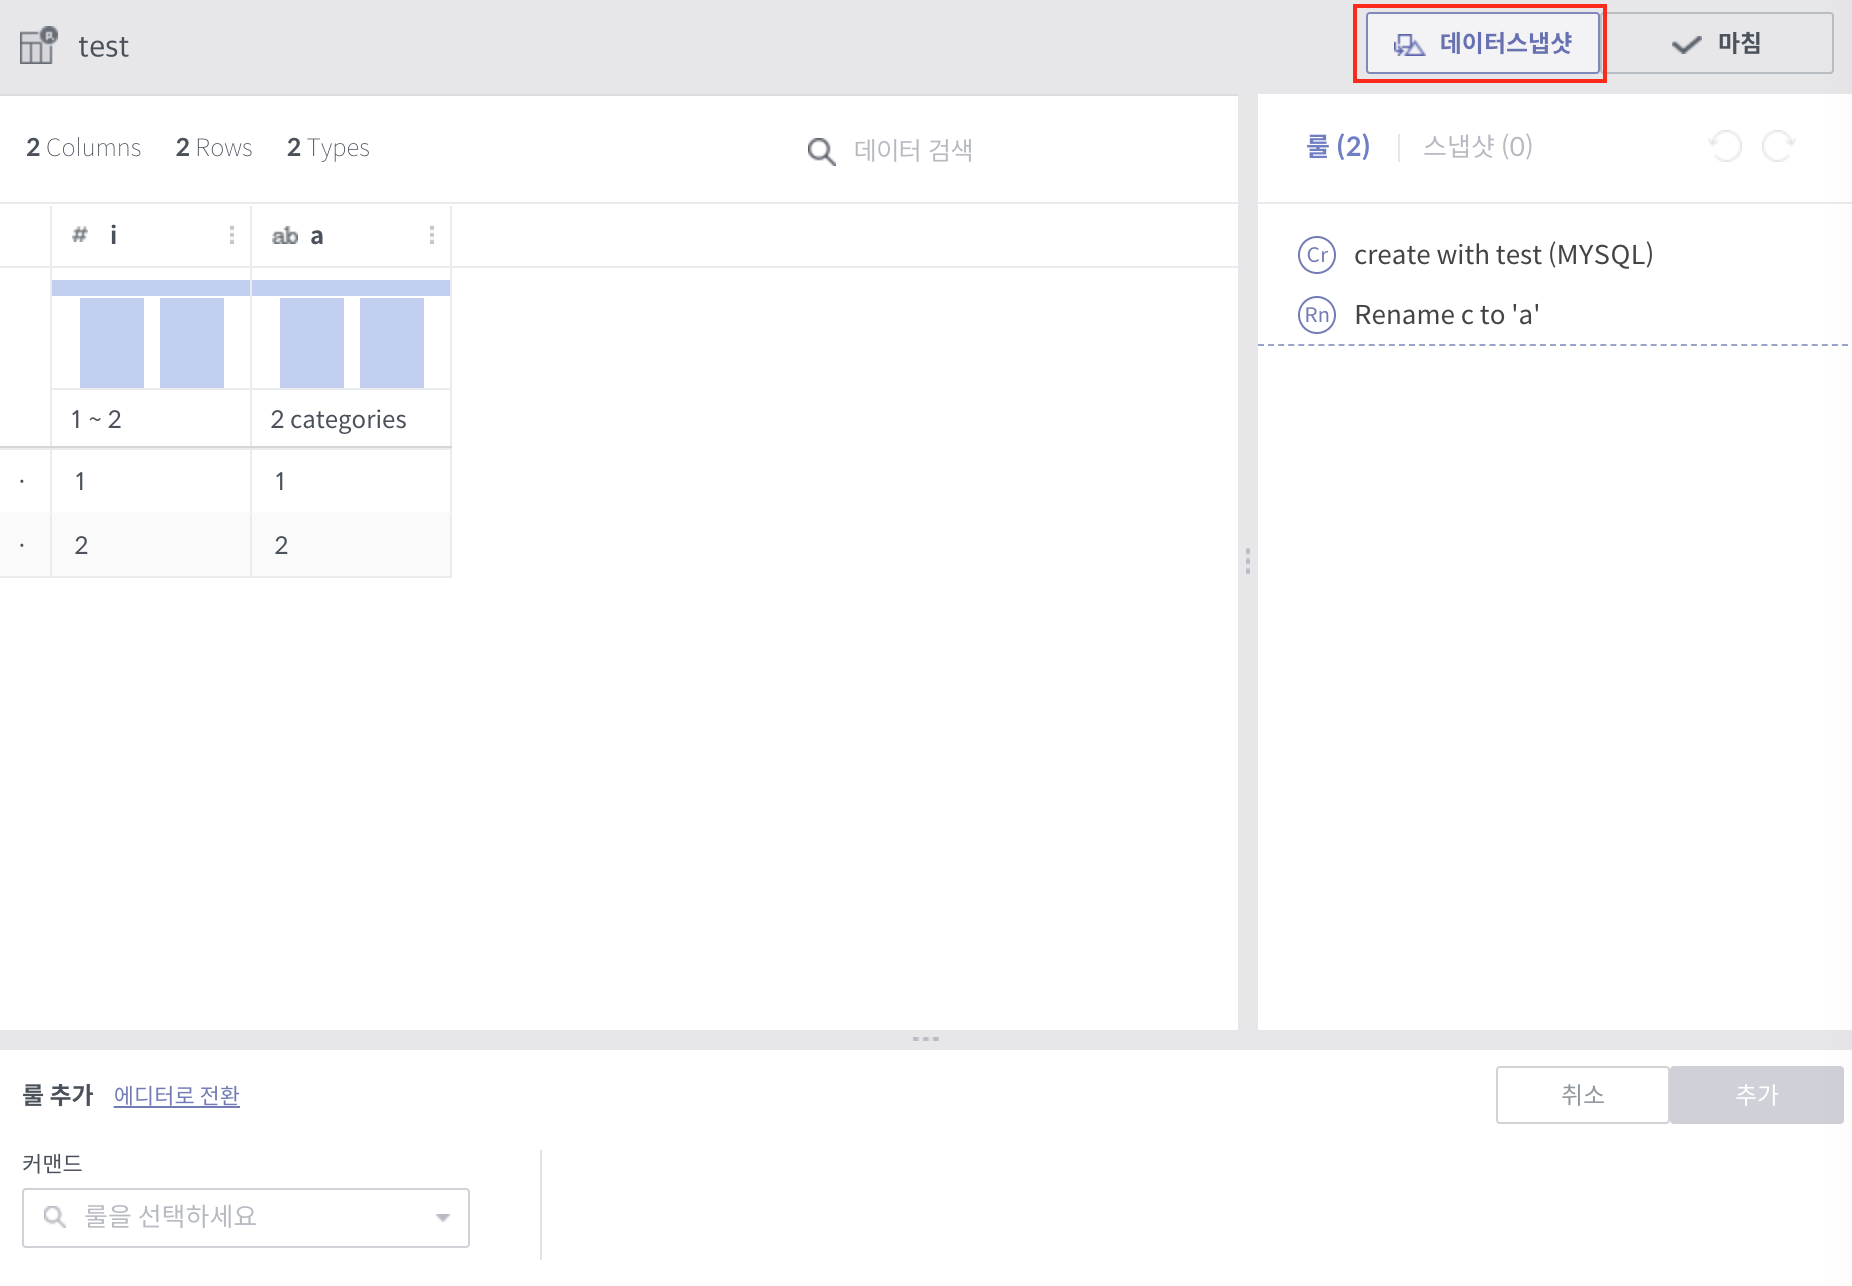 test
데이터스냅샷
마침
2 Columns 2 Rows 2 Types
데이터 검색
룰 (2) 스냅샷 (0)
# i
ab a
1 ~ 2
2 categories
· 1 1
· 2 2
Cr create with test (MYSQL)
Rn Rename c to 'a'
룰 추가 에디터로 전환
취소
추가
커맨드
룰을 선택하세요